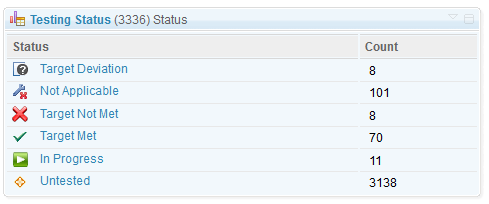 Testing Status (3336) Status
Status Count
Target Deviation 8
Not Applicable 101
Target Not Met 8
Target Met 70
In Progress 11
Untested 3138